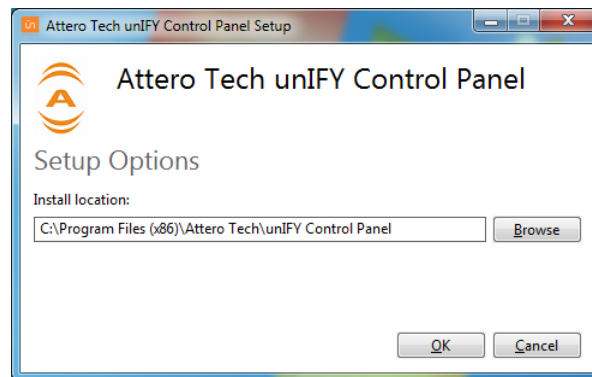 Attero Tech unIFY Control Panel Setup
Attero Tech unIFY Control Panel
Setup Options
Install location:
C:\Program Files (x86)\Attero Tech\unIFY Control Panel
Browse
OK
Cancel